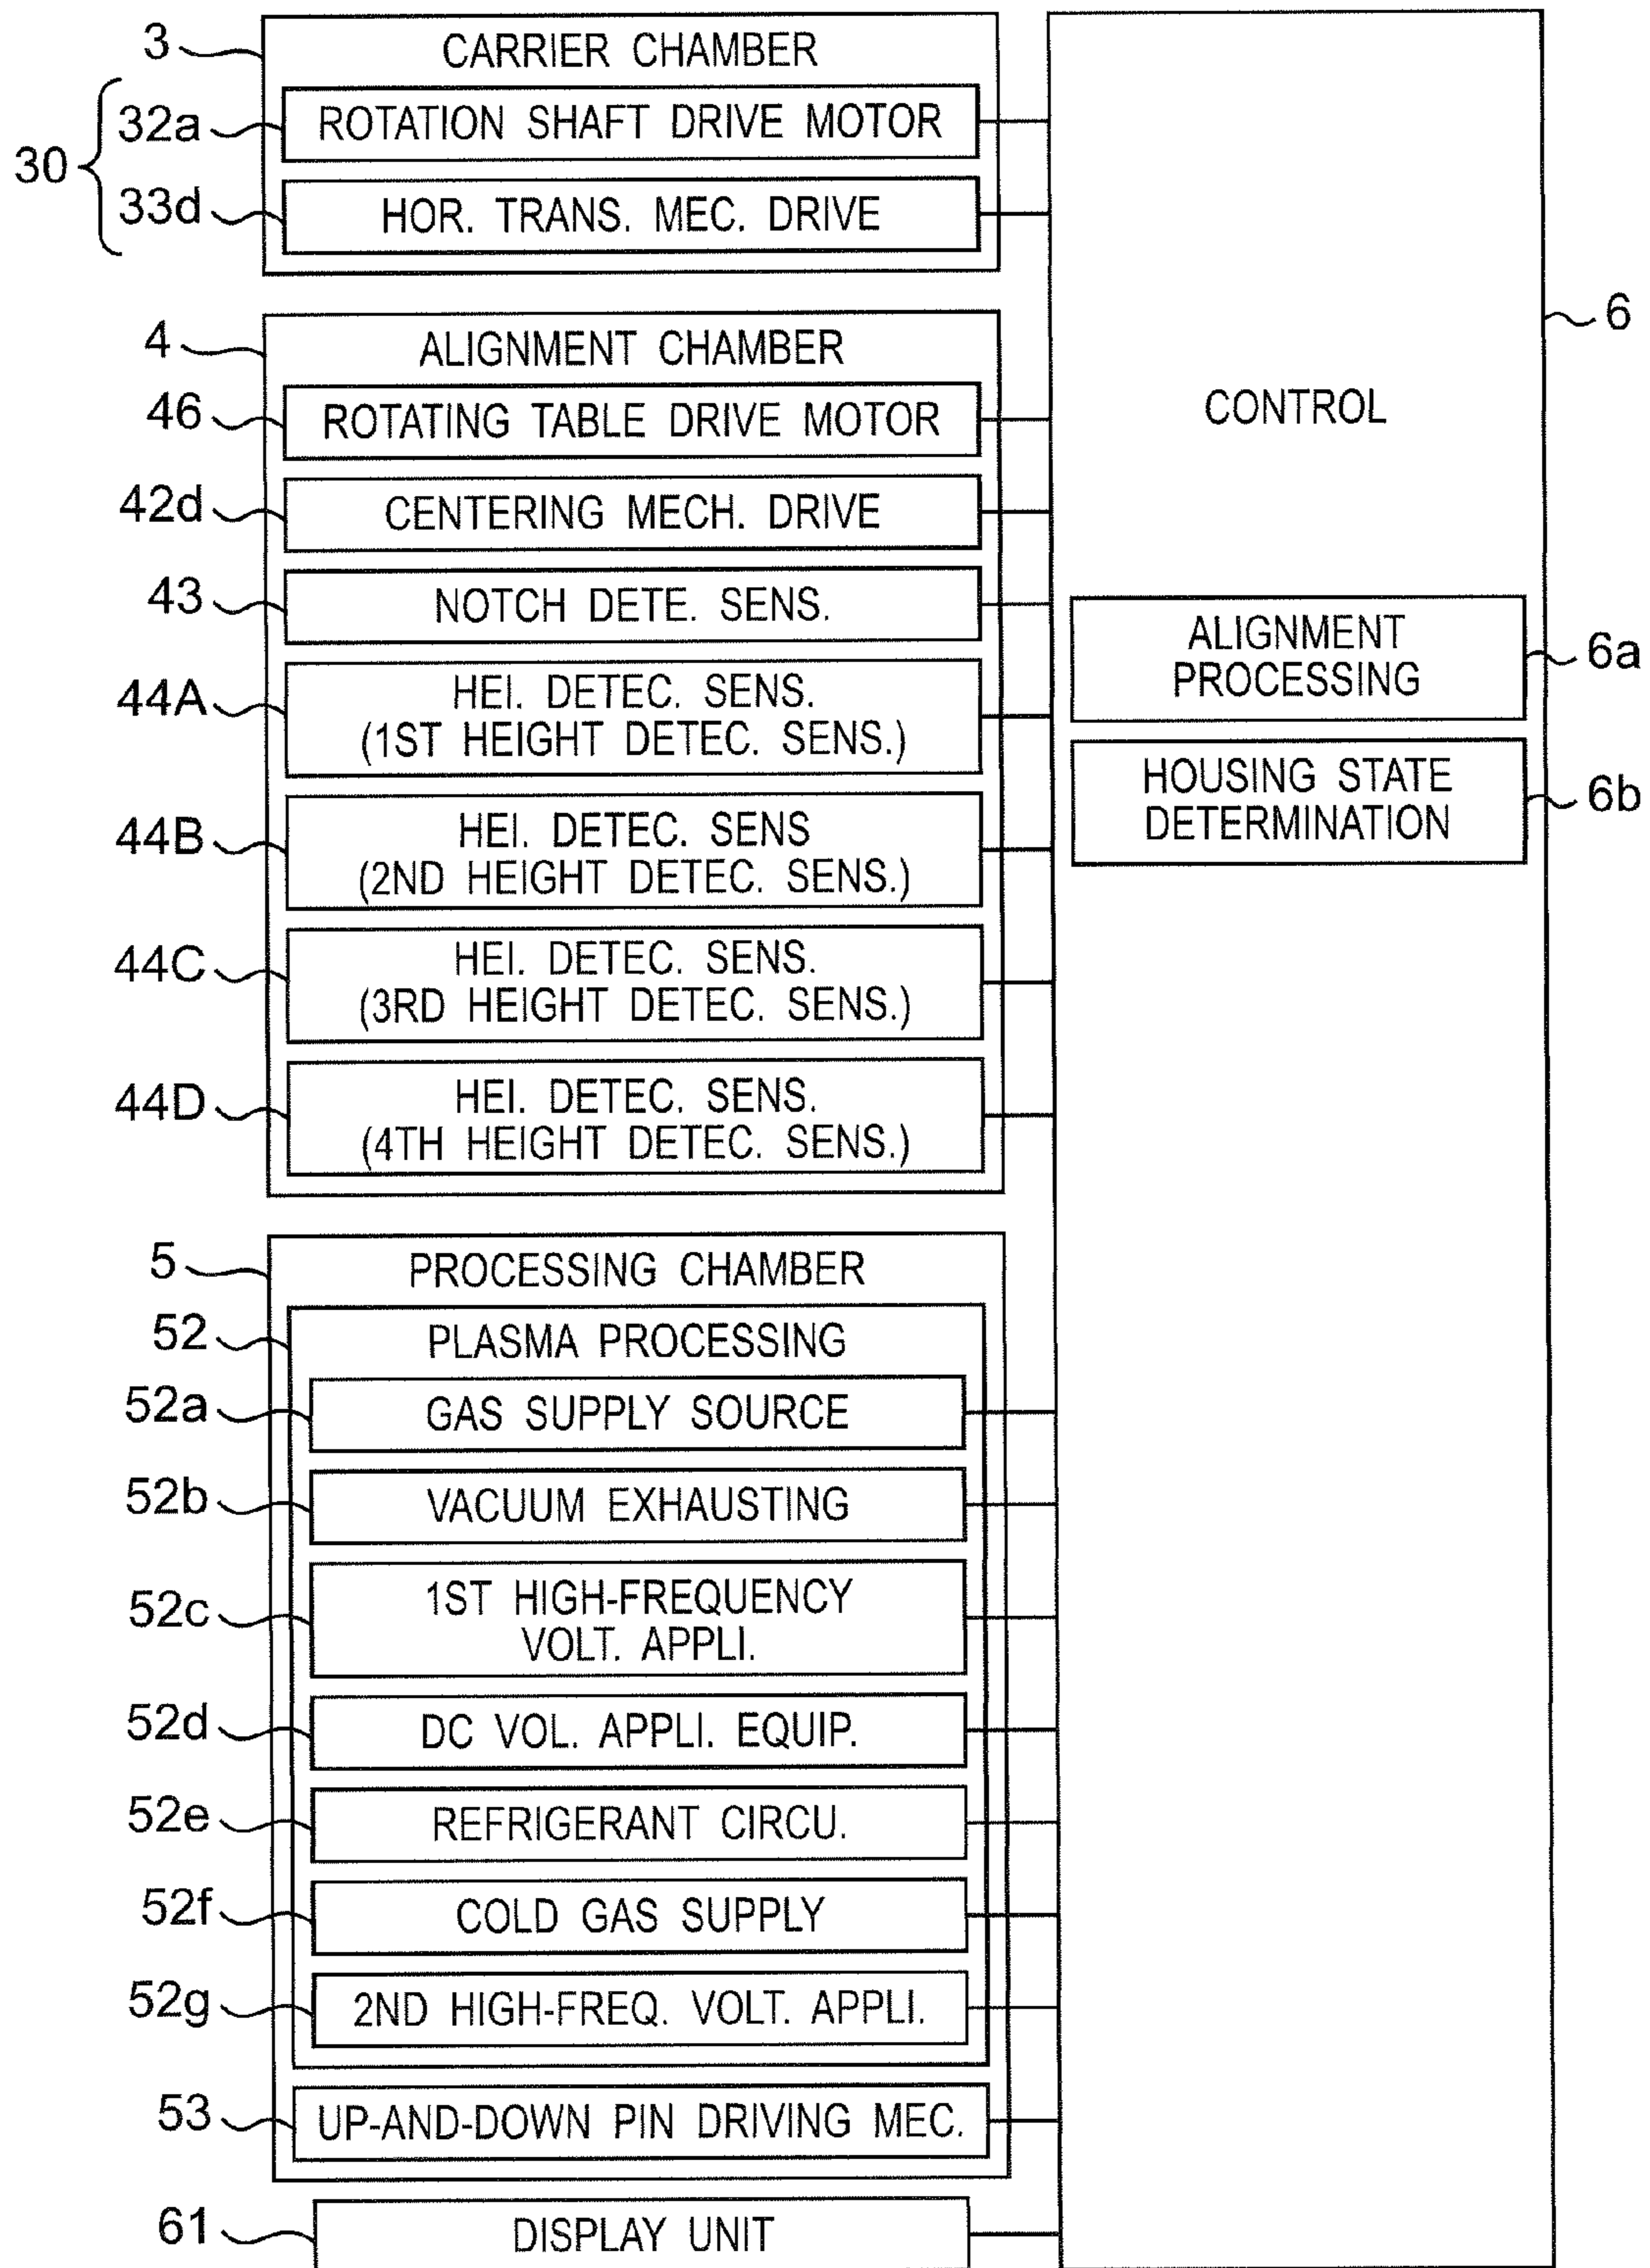 3
CARRIER CHAMBER
30
32a
ROTATION SHAFT DRIVE MOTOR
33d
HOR. TRANS. MEC. DRIVE
4
ALIGNMENT CHAMBER
46
ROTATING TABLE DRIVE MOTOR
42d
CENTERING MECH. DRIVE
43
NOTCH DETE. SENS.
44A
HEI. DETEC. SENS.
(1ST HEIGHT DETEC. SENS.)
44B
HEI. DETEC. SENS
(2ND HEIGHT DETEC. SENS.)
44C
HEI. DETEC. SENS.
(3RD HEIGHT DETEC. SENS.)
44D
HEI. DETEC. SENS.
(4TH HEIGHT DETEC. SENS.)
5
PROCESSING CHAMBER
52
PLASMA PROCESSING
52a
GAS SUPPLY SOURCE
52b
VACUUM EXHAUSTING
52c
1ST HIGH-FREQUENCY
VOLT. APPLI.
52d
DC VOL. APPLI. EQUIP.
52e
REFRIGERANT CIRCU.
52f
COLD GAS SUPPLY
52g
2ND HIGH-FREQ. VOLT. APPLI.
53
UP-AND-DOWN PIN DRIVING MEC.
61
DISPLAY UNIT
6
CONTROL
ALIGNMENT
PROCESSING
6a
HOUSING STATE
DETERMINATION
6b